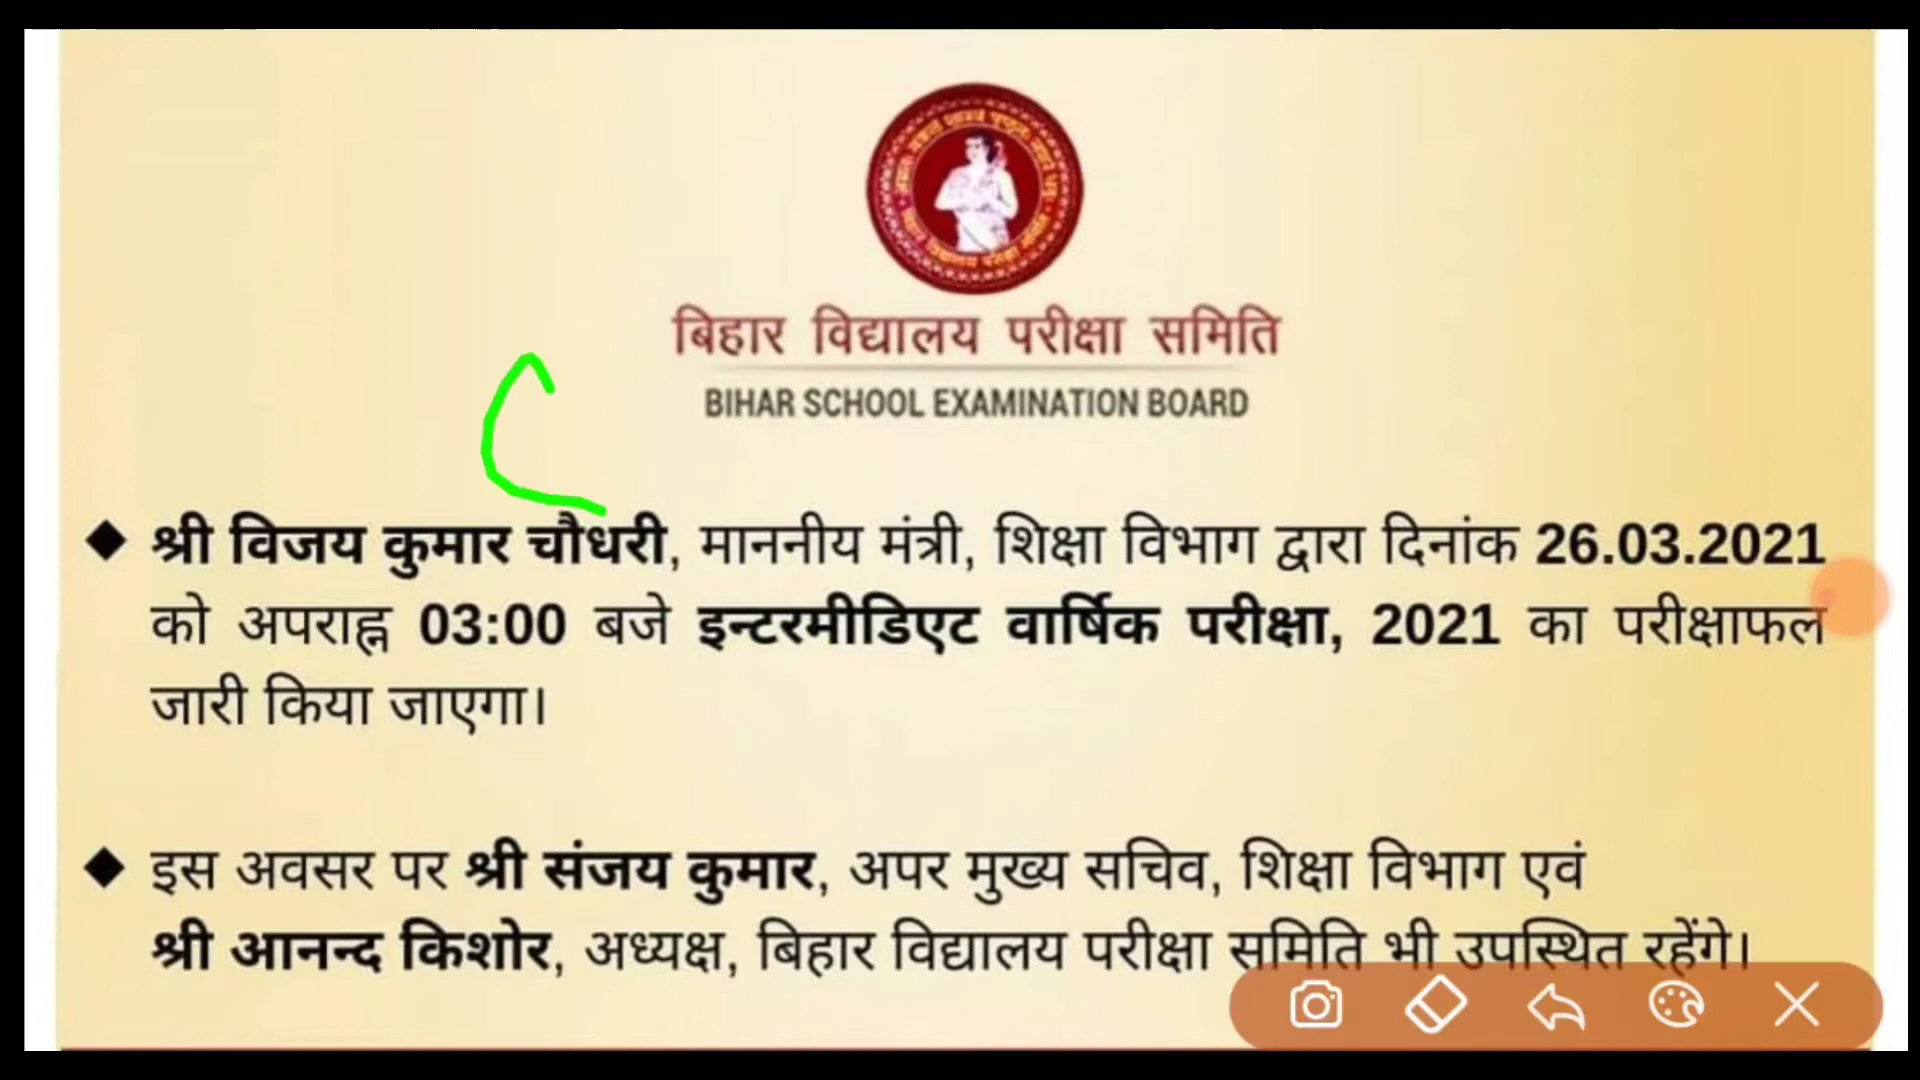 बिहार विद्यालय परीक्षा समिति
BIHAR SCHOOL EXAMINATION BOARD
◆ श्री विजय कुमार चौधरी, माननीय मंत्री, शिक्षा विभाग द्वारा दिनांक 26.03.2021
को अपराह्न 03:00 बजे इन्टरमीडिएट वार्षिक परीक्षा, 2021 का परीक्षाफल
जारी किया जाएगा।
◆ इस अवसर पर श्री संजय कुमार, अपर मुख्य सचिव, शिक्षा विभाग एवं
श्री आनन्द किशोर, अध्यक्ष, बिहार विद्यालय परीक्षा समिति भी उपस्थित रहेंगे।